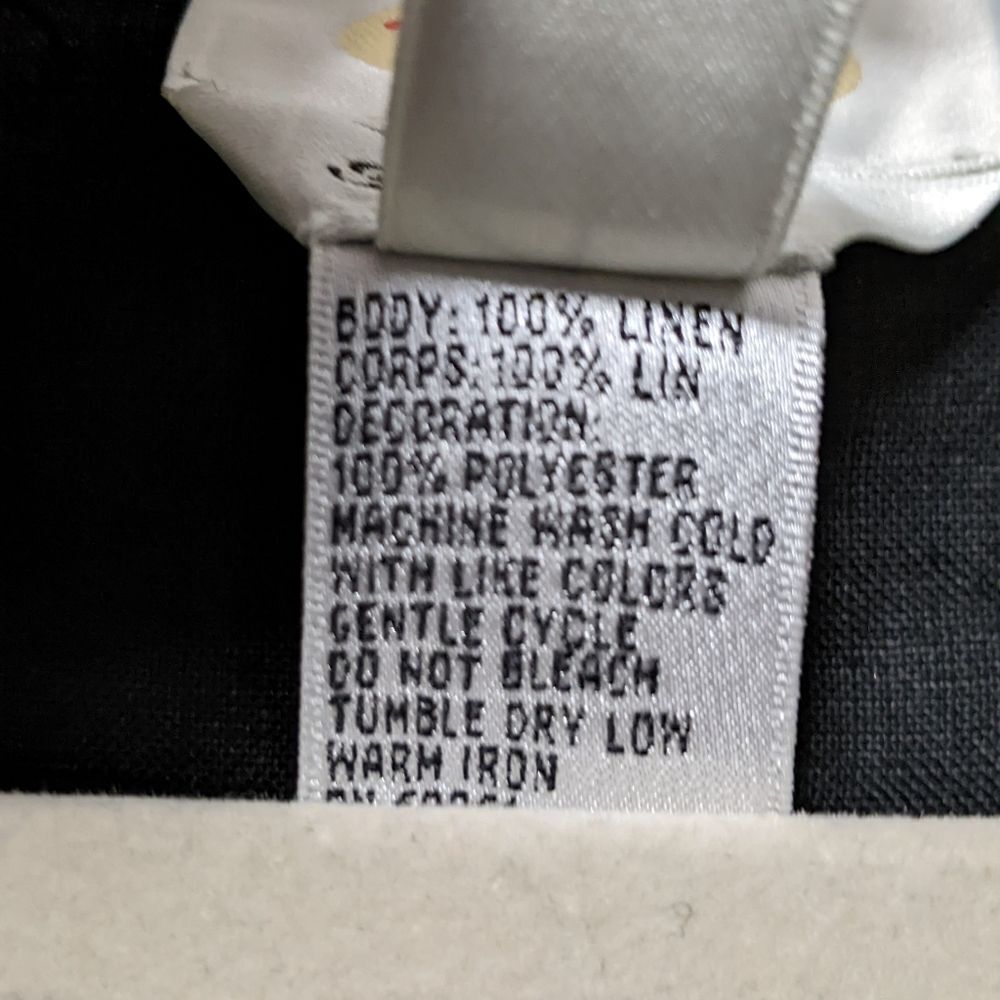 BODY: 100% LINEN
CORPS: 100% LIN
DECORATION:
100% POLYESTER
MACHINE WASH COLD
WITH LIKE COLORS
GENTLE CYCLE
DO NOT BLEACH
TUMBLE DRY LOW
WARM IRON
RN